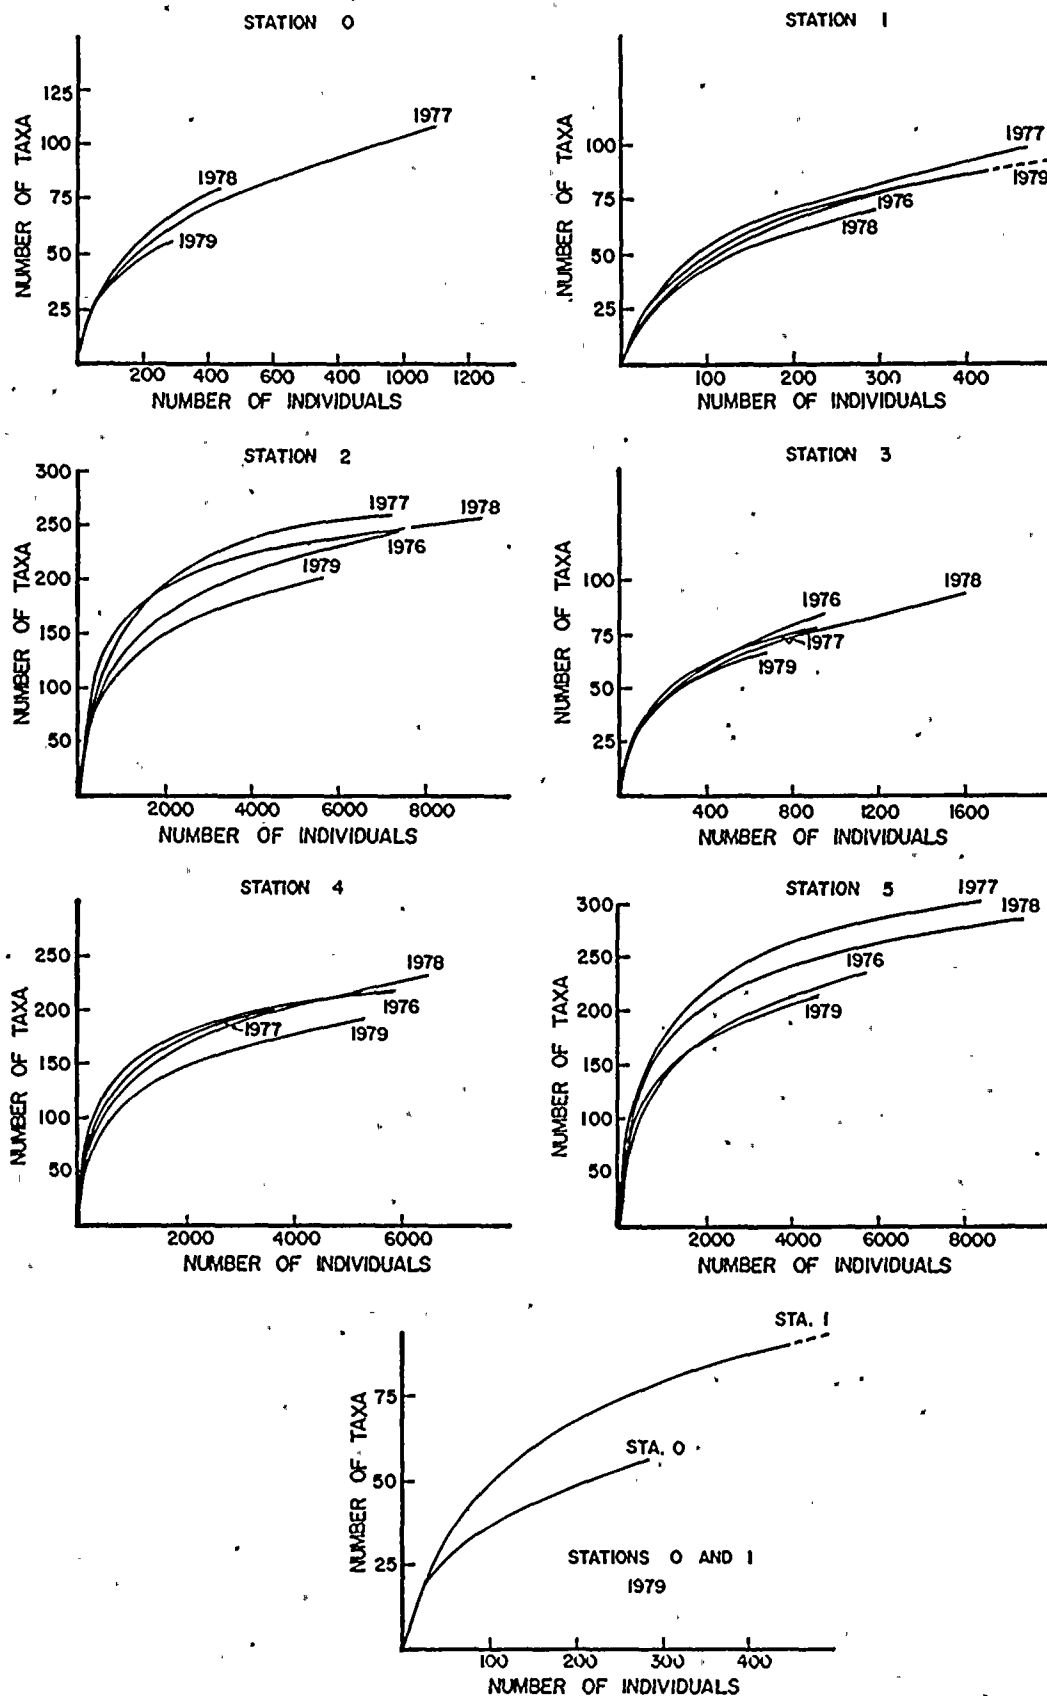 STATION 0
NUMBER OF TAXA
125
100
75
50
25
1977
1978
1979
200 400 600 400 1000 1200
NUMBER OF INDIVIDUALS
STATION 1
NUMBER OF TAXA
100
75
50
25
1977
1979
1976
1978
100 200 300 400
NUMBER OF INDIVIDUALS
STATION 2
NUMBER OF TAXA
300
250
200
150
100
50
1977
1978
1976
1979
2000 4000 6000 8000
NUMBER OF INDIVIDUALS
STATION 3
NUMBER OF TAXA
100
75
50
25
1978
1976
1977
1979
400 800 1200 1600
NUMBER OF INDIVIDUALS
STATION 4
NUMBER OF TAXA
250
200
150
100
50
1978
1976
1977
1979
2000 4000 6000
NUMBER OF INDIVIDUALS
STATION 5
NUMBER OF TAXA
300
250
200
150
100
50
1977
1978
1976
1979
2000 4000 6000 8000
NUMBER OF INDIVIDUALS
NUMBER OF TAXA
75
50
25
STA. 1
STA. 0
STATIONS 0 AND 1
1979
100 200 300 400
NUMBER OF INDIVIDUALS